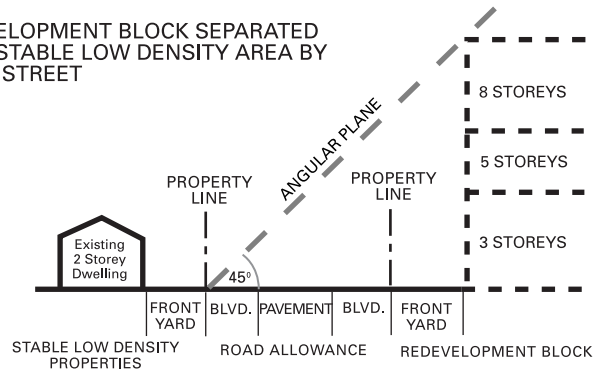 ELOPMENT BLOCK SEPARATED
STABLE LOW DENSITY AREA BY
STREET
8 STOREYS
ANGULAR PLANE
5 STOREYS
PROPERTY
LINE
PROPERTY
LINE
3 STOREYS
Existing
2 Storey
Dwelling
45⁰
FRONT
YARD
BLVD.
PAVEMENT
BLVD.
FRONT
YARD
STABLE LOW DENSITY
PROPERTIES
ROAD ALLOWANCE
REDEVELOPMENT BLOCK